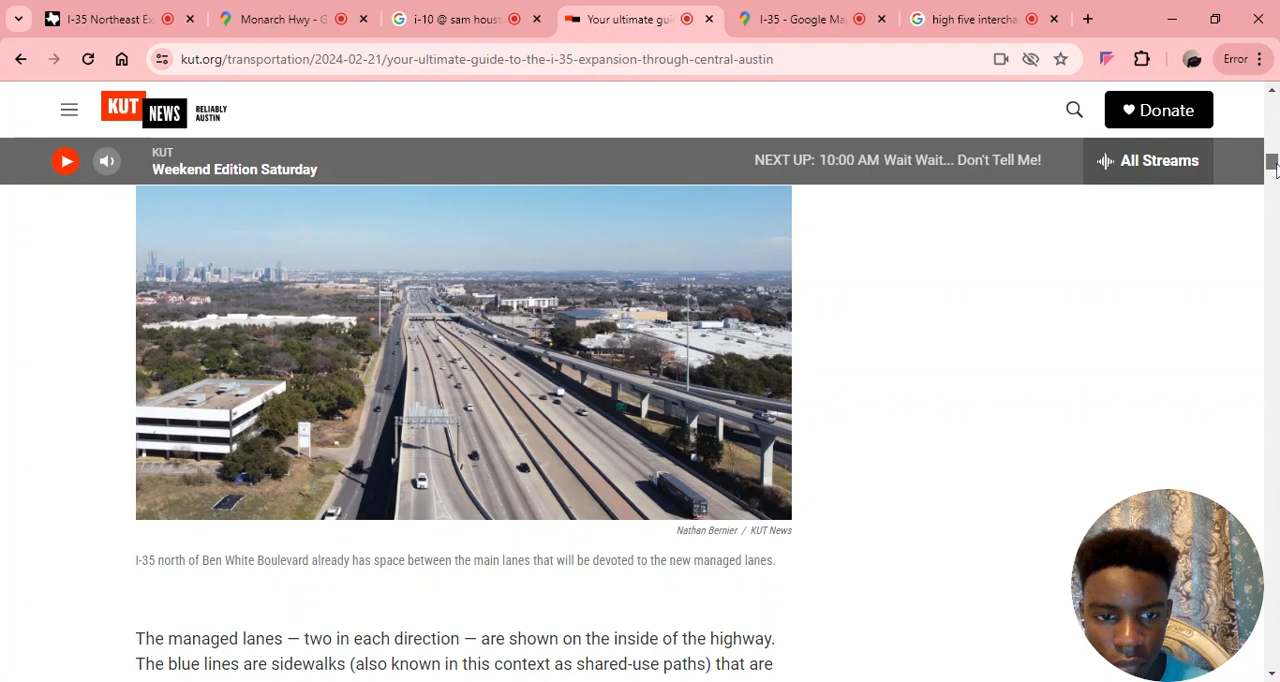 I-35 Northeast Ex
Monarch Hwy - G
i-10 @ sam hous
Your ultimate gui
I-35 - Google Ma
high five intercha
kut.org/transportation/2024-02-21/your-ultimate-guide-to-the-i-35-expansion-through-central-austin
Error
KUT NEWS RELIABLY AUSTIN
Donate
KUT
Weekend Edition Saturday
NEXT UP: 10:00 AM Wait Wait... Don't Tell Me!
All Streams
Nathan Bernier / KUT News
I-35 north of Ben White Boulevard already has space between the main lanes that will be devoted to the new managed lanes.
The managed lanes — two in each direction — are shown on the inside of the highway.
The blue lines are sidewalks (also known in this context as shared-use paths) that are